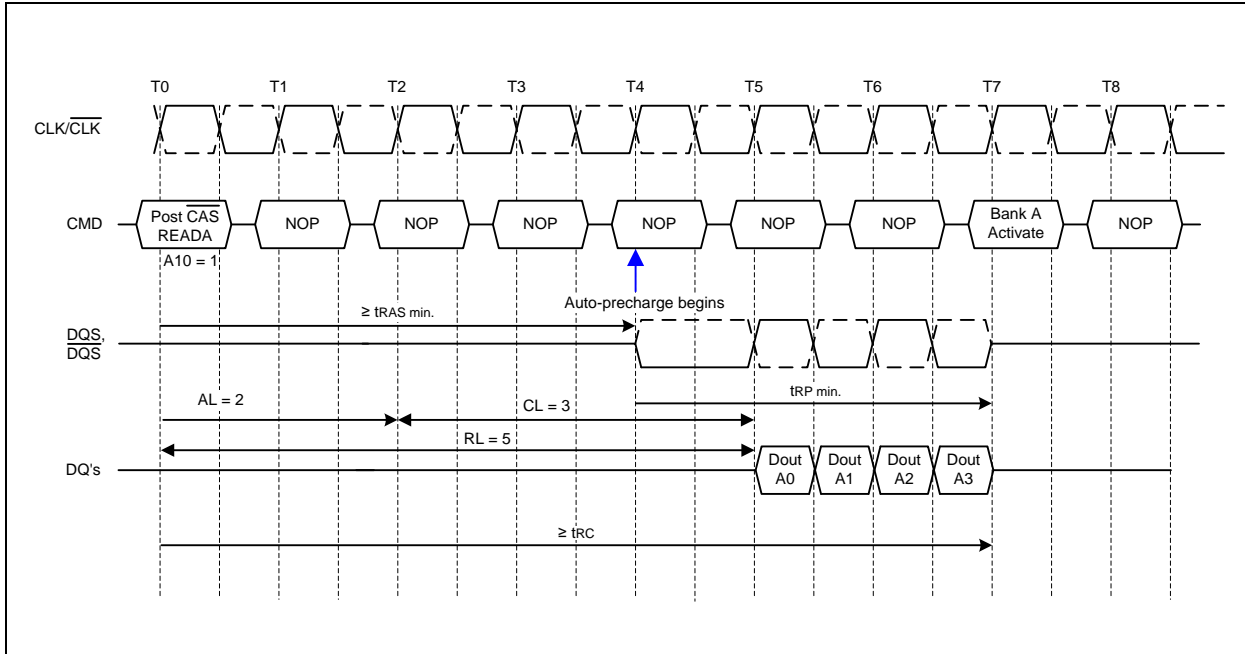 T0 T1 T2 T3 T4 T5 T6 T7 T8
CLK/CLK
CMD
Post CAS
READA
NOP
NOP
NOP
NOP
NOP
NOP
Bank A
Activate
NOP
A10 = 1
Auto-precharge begins
≥ tRAS min.
DQS,
DQS
tRP min.
AL = 2
CL = 3
RL = 5
DQ's
Dout
A0
Dout
A1
Dout
A2
Dout
A3
≥ tRC